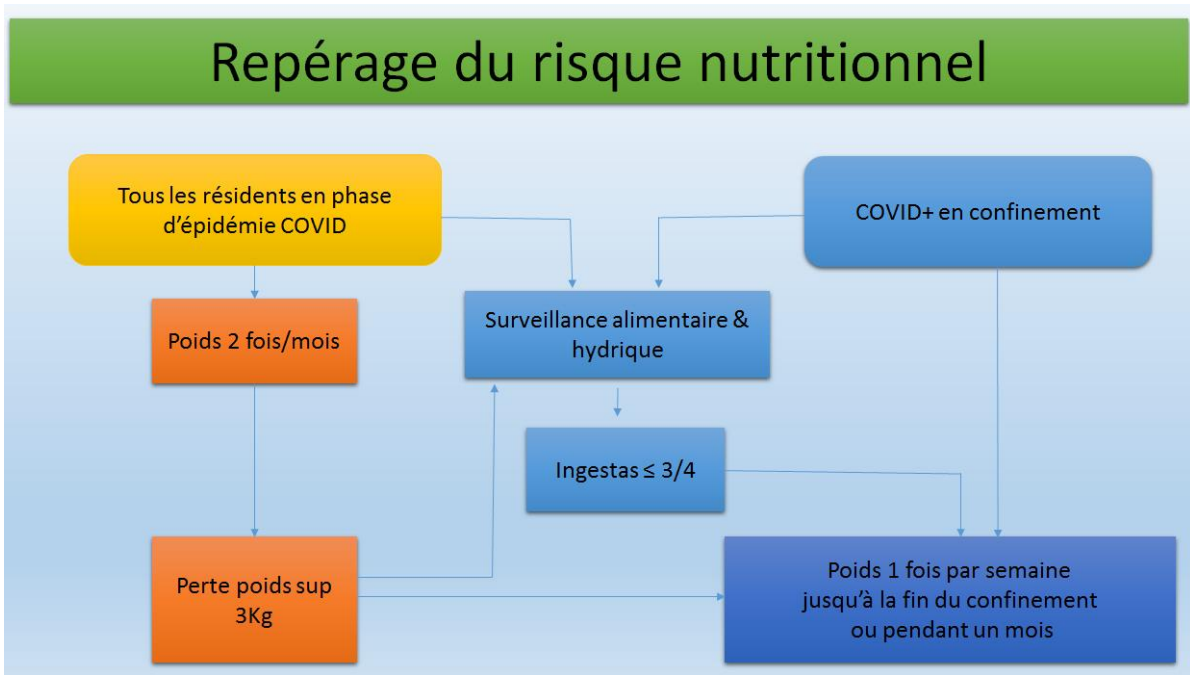 Repérage du risque nutritionnel
Tous les résidents en phase
d’épidémie COVID
COVID+ en confinement
Poids 2 fois/mois
Surveillance alimentaire &
hydrique
Ingestas ≤ 3/4
Perte poids sup
3Kg
Poids 1 fois par semaine
jusqu’à la fin du confinement
ou pendant un mois